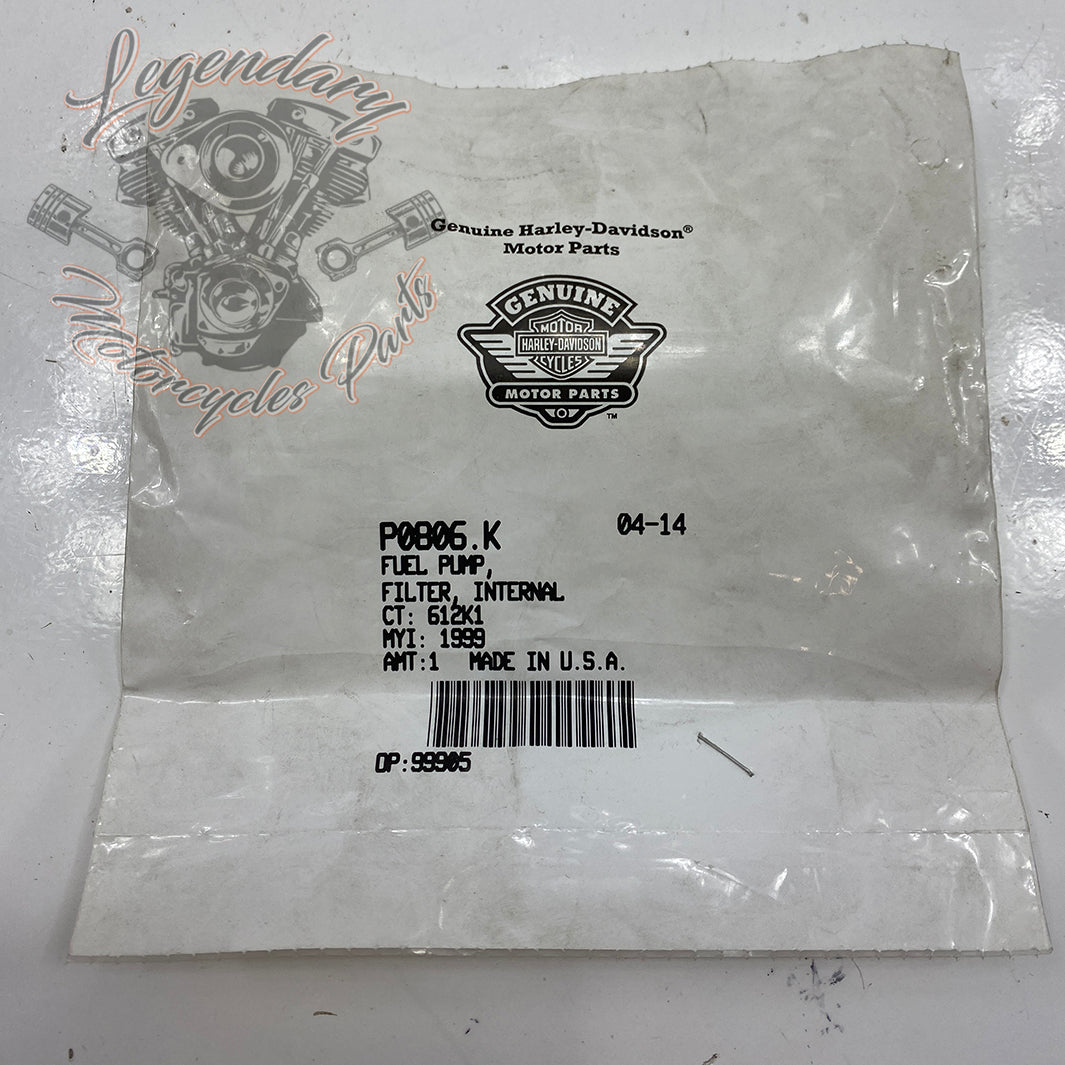 Legendary
Motorcycles Parts
Genuine Harley-Davidson®
Motor Parts
GENUINE
MOTOR
HARLEY-DAVIDSON
CYCLES
MOTOR PARTS
™
P0806.K 04-14
FUEL PUMP,
FILTER, INTERNAL
CT: 612K1
MYI: 1999
AMT:1 MADE IN U.S.A.
OP:99905